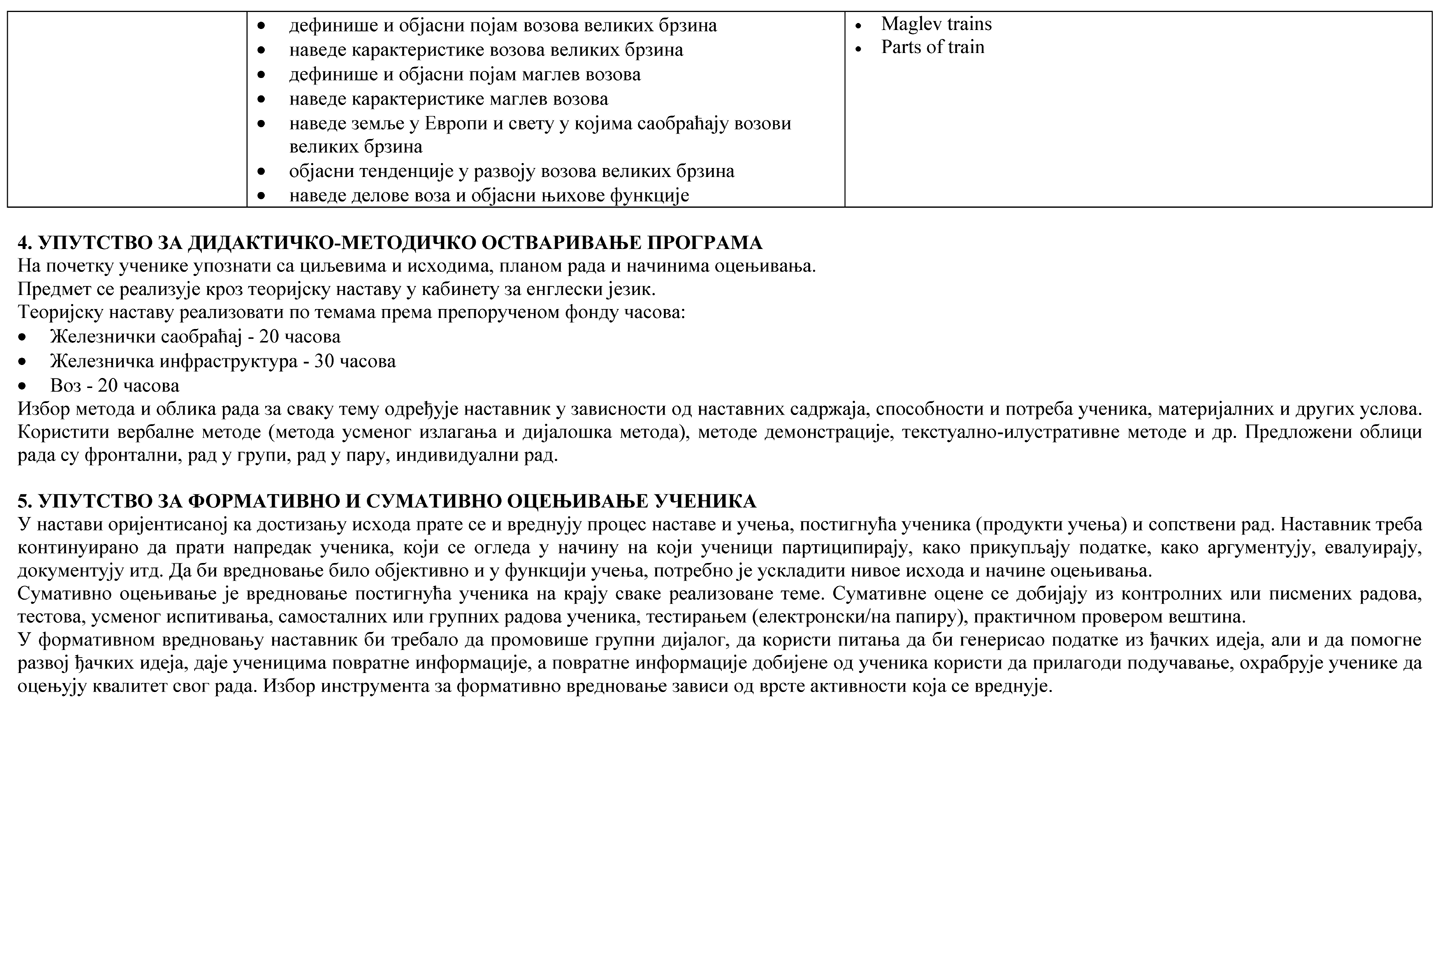 • дефинише и објасни појам возова великих брзина
• наведе карактеристике возова великих брзина
• дефинише и објасни појам маглев возова
• наведе карактеристике маглев возова
• наведе земље у Европи и свету у којима саобраћају возови
великих брзина
• објасни тенденције у развоју возова великих брзина
• наведе делове воза и објасни њихове функције
• Maglev trains
• Parts of train
4. УПУТСТВО ЗА ДИДАКТИЧКО-МЕТОДИЧКО ОСТВАРИВАЊЕ ПРОГРАМА
На почетку ученике упознати са циљевима и исходима, планом рада и начинима оцењивања.
Предмет се реализује кроз теоријску наставу у кабинету за енглески језик.
Теоријску наставу реализовати по темама према препорученом фонду часова:
• Железнички саобраћај - 20 часова
• Железничка инфраструктура - 30 часова
• Воз - 20 часова
Избор метода и облика рада за сваку тему одређује наставник у зависности од наставних садржаја, способности и потреба ученика, материјалних и других услова.
Користити вербалне методе (метода усменог излагања и дијалошка метода), методе демонстрације, текстуално-илустративне методе и др. Предложени облици
рада су фронтални, рад у групи, рад у пару, индивидуални рад.
5. УПУТСТВО ЗА ФОРМАТИВНО И СУМАТИВНО ОЦЕЊИВАЊЕ УЧЕНИКА
У настави оријентисаној ка достизању исхода прате се и вреднују процес наставе и учења, постигнућа ученика (продукти учења) и сопствени рад. Наставник треба
континуирано да прати напредак ученика, који се огледа у начину на који ученици партиципирају, како прикупљају податке, како аргументују, евалуирају,
документују итд. Да би вредновање било објективно и у функцији учења, потребно је ускладити нивое исхода и начине оцењивања.
Сумативно оцењивање је вредновање постигнућа ученика на крају сваке реализоване теме. Сумативне оцене се добијају из контролних или писмених радова,
тестова, усменог испитивања, самосталних или групних радова ученика, тестирањем (електронски/на папиру), практичном провером вештина.
У формативном вредновању наставник би требало да промовише групни дијалог, да користи питања да би генерисао податке из ђачких идеја, али и да помогне
развој ђачких идеја, даје ученицима повратне информације, а повратне информације добијене од ученика користи да прилагоди подучавање, охрабрује ученике да
оцењују квалитет свог рада. Избор инструмента за формативно вредновање зависи од врсте активности која се вреднује.